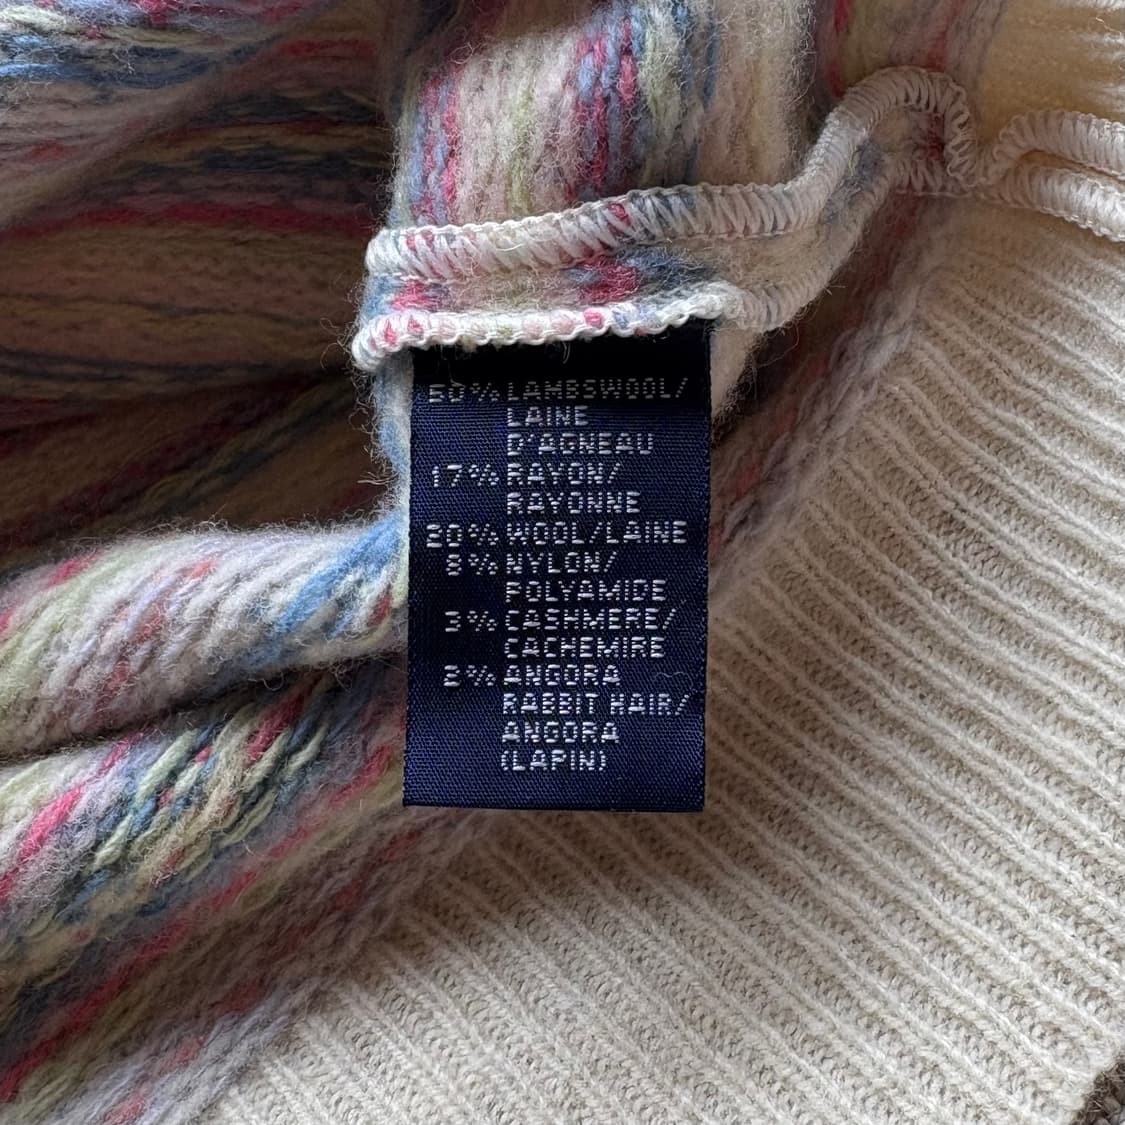 50% LAMBSWOOL/
LAINE
D'AGNEAU
17% RAYON/
RAYONNE
20% WOOL/LAINE
8% NYLON/
POLYAMIDE
3% CASHMERE/
CACHEMIRE
2% ANGORA
RABBIT HAIR/
ANGORA
(LAPIN)